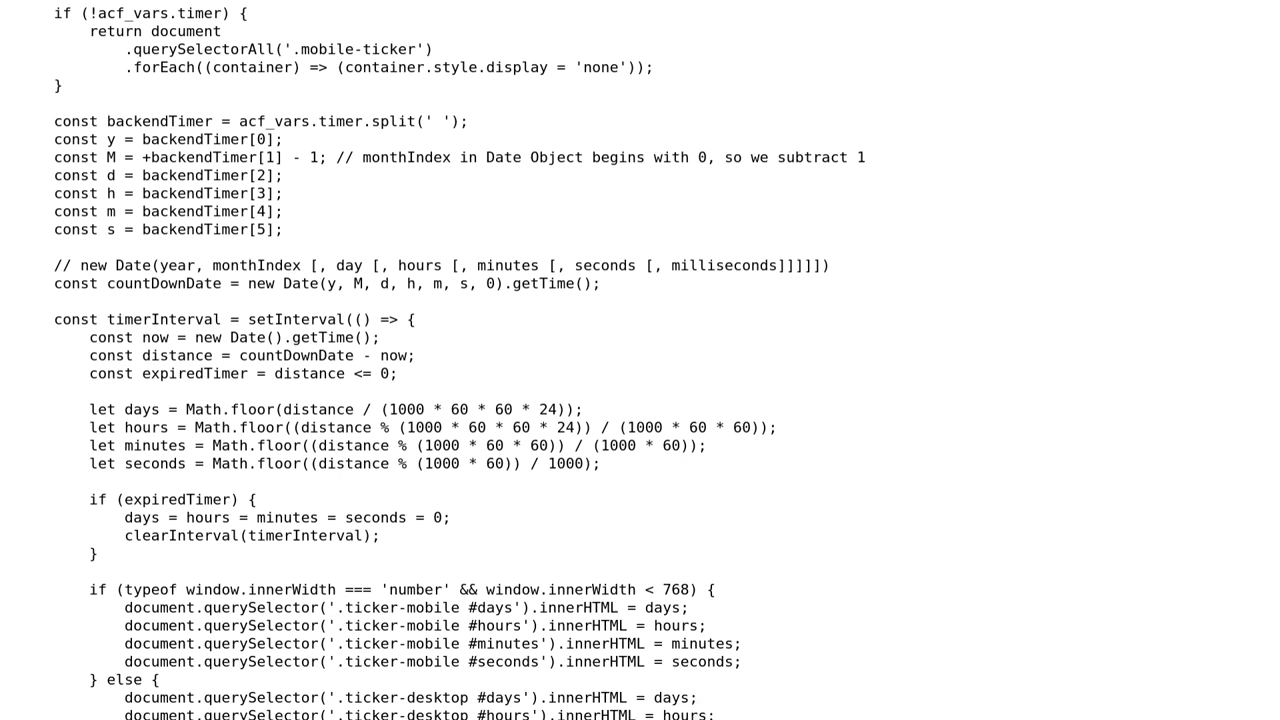 if (!acf_vars.timer) {
return document
.querySelectorAll('.mobile-ticker')
.forEach((container) => (container.style.display = 'none'));
}
const backendTimer = acf_vars.timer.split(' ');
const y = backendTimer[0];
const M = +backendTimer[1] - 1; // monthIndex in Date Object begins with 0, so we subtract 1
const d = backendTimer[2];
const h = backendTimer[3];
const m = backendTimer[4];
const s = backendTimer[5];
// new Date(year, monthIndex [, day [, hours [, minutes [, seconds [, milliseconds]]]]])
const countDownDate = new Date(y, M, d, h, m, s, 0).getTime();
const timerInterval = setInterval(() => {
const now = new Date().getTime();
const distance = countDownDate - now;
const expiredTimer = distance <= 0;
let days = Math.floor(distance / (1000 * 60 * 60 * 24));
let hours = Math.floor((distance % (1000 * 60 * 60 * 24)) / (1000 * 60 * 60));
let minutes = Math.floor((distance % (1000 * 60 * 60)) / (1000 * 60));
let seconds = Math.floor((distance % (1000 * 60)) / 1000);
if (expiredTimer) {
days = hours = minutes = seconds = 0;
clearInterval(timerInterval);
}
if (typeof window.innerWidth === 'number' && window.innerWidth < 768) {
document.querySelector('.ticker-mobile #days').innerHTML = days;
document.querySelector('.ticker-mobile #hours').innerHTML = hours;
document.querySelector('.ticker-mobile #minutes').innerHTML = minutes;
document.querySelector('.ticker-mobile #seconds').innerHTML = seconds;
} else {
document.querySelector('.ticker-desktop #days').innerHTML = days;
document.querySelector('.ticker-desktop #hours').innerHTML = hours;